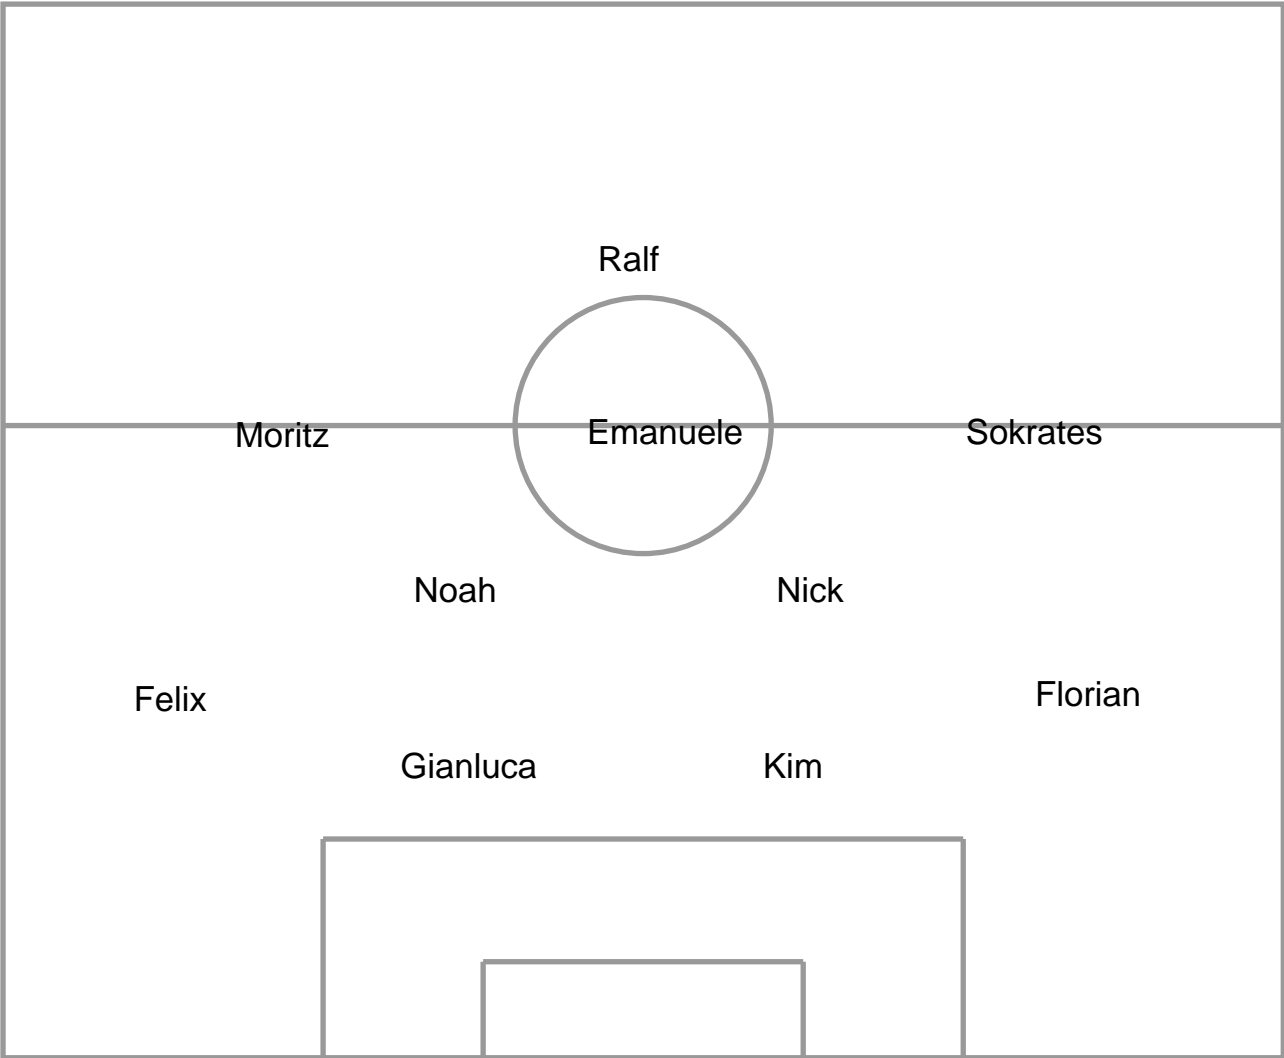 Ralf
Moritz Emanuele Sokrates
Noah Nick
Felix Florian
Gianluca Kim